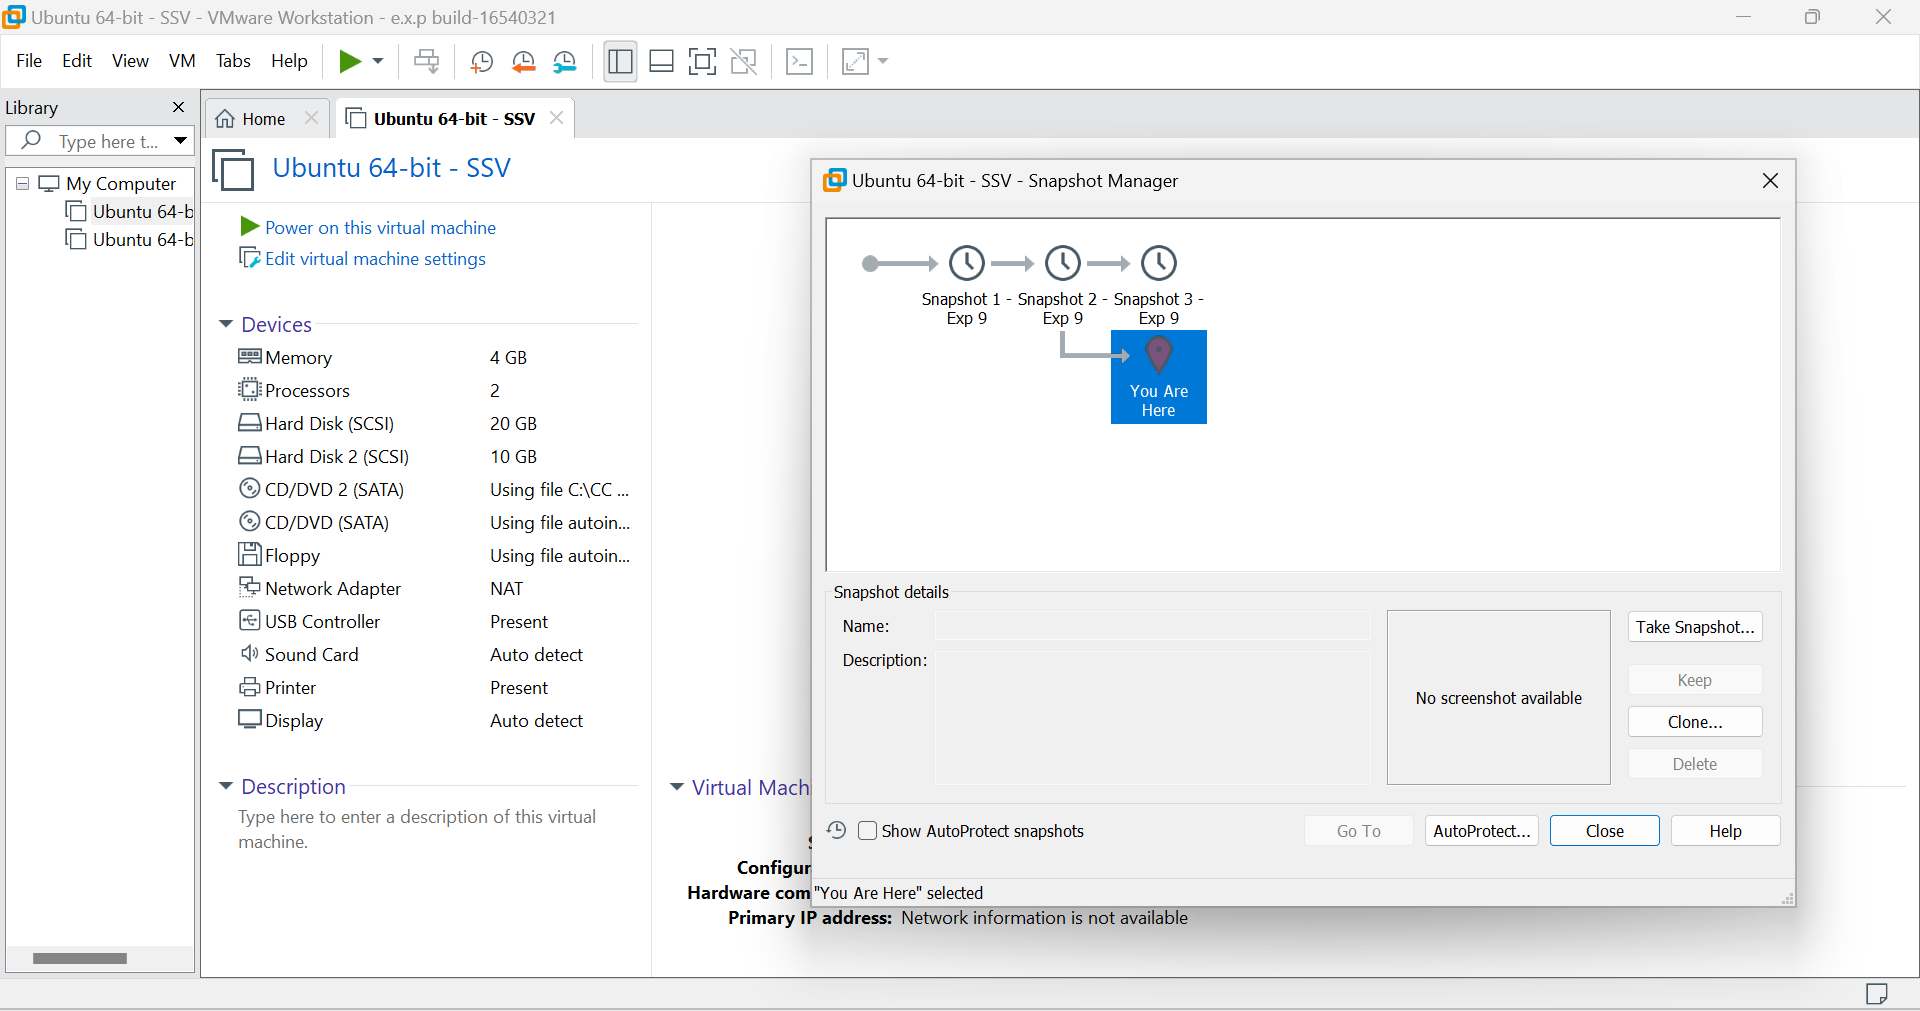 Ubuntu 64-bit - SSV - VMware Workstation - e.x.p build-16540321
File Edit View VM Tabs Help
Library
Type here t...
My Computer
Ubuntu 64-b
Ubuntu 64-b
Home
Ubuntu 64-bit - SSV
Ubuntu 64-bit - SSV
Power on this virtual machine
Edit virtual machine settings
Devices
Memory 4 GB
Processors 2
Hard Disk (SCSI) 20 GB
Hard Disk 2 (SCSI) 10 GB
CD/DVD 2 (SATA) Using file C:\CC ...
CD/DVD (SATA) Using file autoin...
Floppy Using file autoin...
Network Adapter NAT
USB Controller Present
Sound Card Auto detect
Printer Present
Display Auto detect
Description
Type here to enter a description of this virtual
machine.
Virtual Mach
Configur
Hardware com
Primary IP address: Network information is not available
Ubuntu 64-bit - SSV - Snapshot Manager
Snapshot 1 - Snapshot 2 - Snapshot 3 -
Exp 9 Exp 9 Exp 9
You Are
Here
Snapshot details
Name:
Description:
No screenshot available
Take Snapshot...
Keep
Clone...
Delete
Show AutoProtect snapshots
Go To
AutoProtect...
Close
Help
"You Are Here" selected